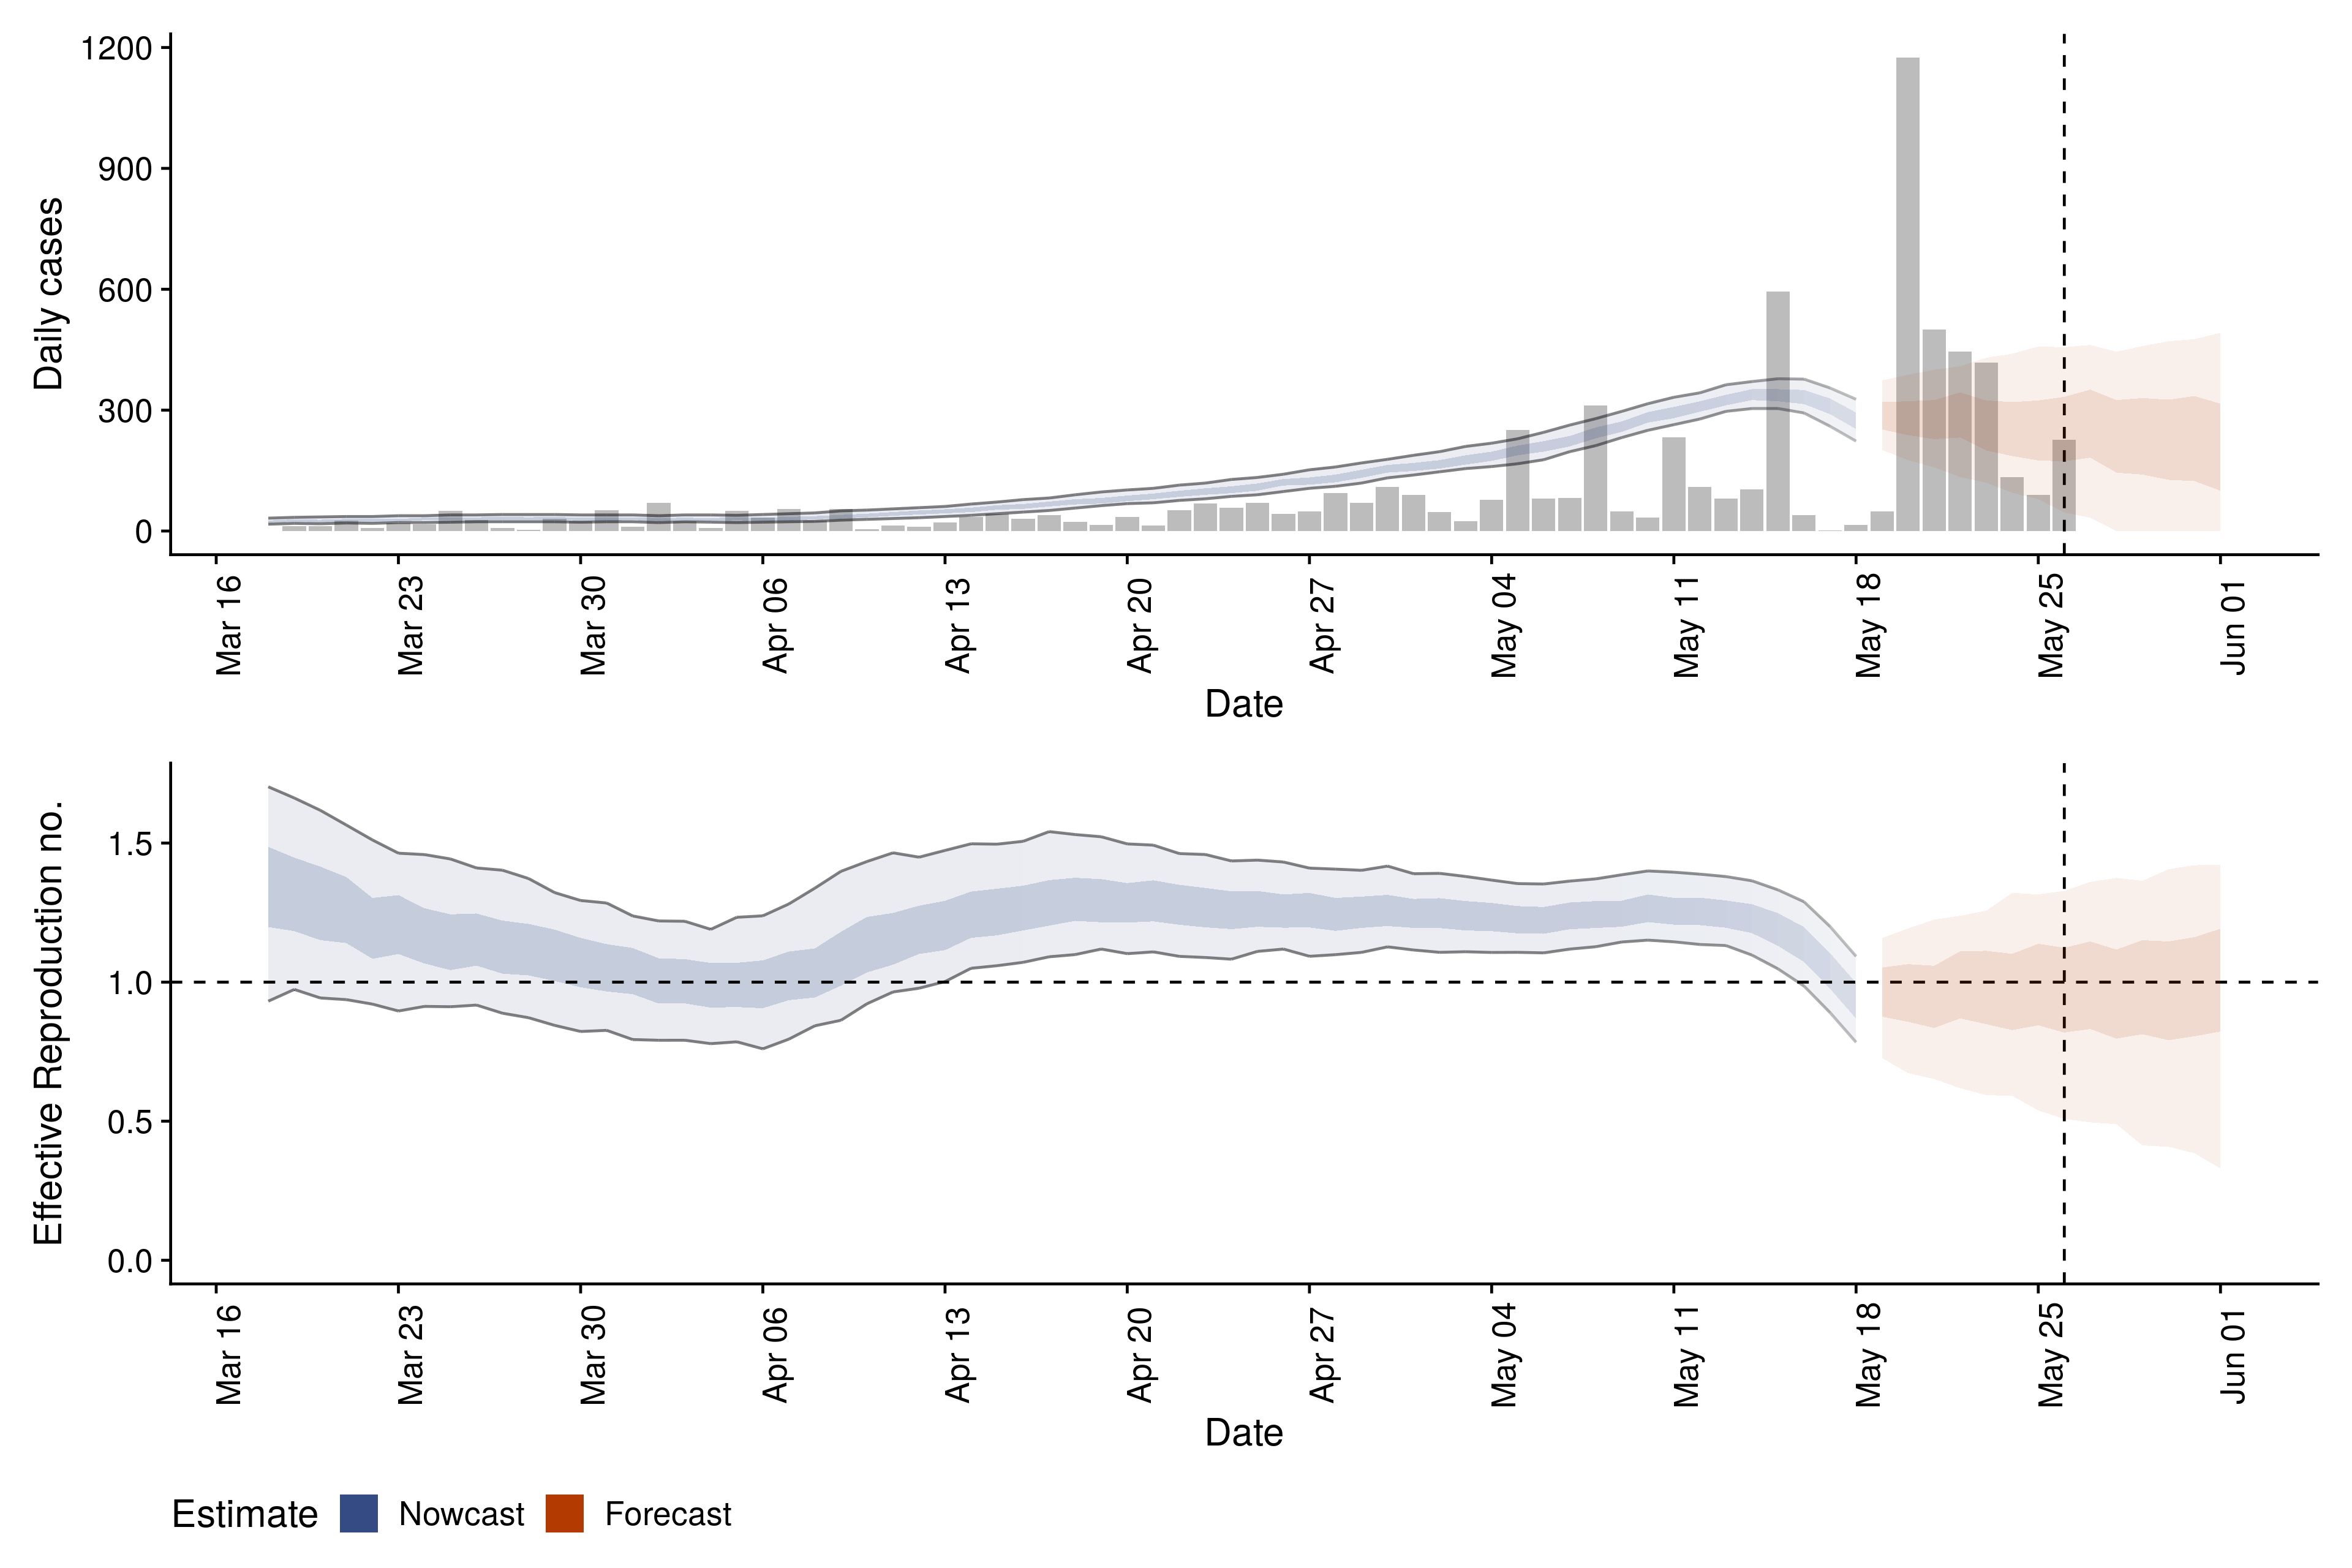 1200
900
600
300
0
Daily cases
Mar 16
Mar 23
Mar 30
Apr 06
Apr 13
Apr 20
Apr 27
May 04
May 11
May 18
May 25
Jun 01
Date
1.5
1.0
0.5
0.0
Effective Reproduction no.
Mar 16
Mar 23
Mar 30
Apr 06
Apr 13
Apr 20
Apr 27
May 04
May 11
May 18
May 25
Jun 01
Date
Estimate Nowcast Forecast